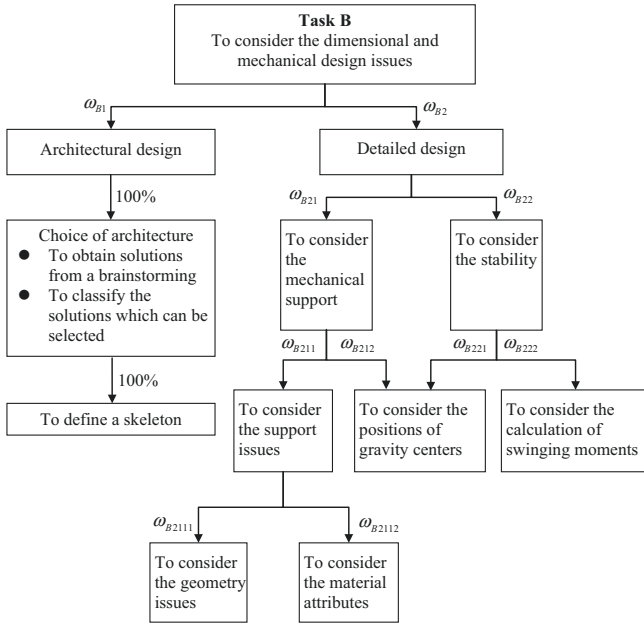 Task B
To consider the dimensional and
mechanical design issues
ω_B1
ω_B2
Architectural design
Detailed design
100%
ω_B21
ω_B22
Choice of architecture
● To obtain solutions
from a brainstorming
● To classify the
solutions which can be
selected
To consider
the
mechanical
support
To consider
the stability
100%
ω_B211
ω_B212
ω_B221
ω_B222
To define a skeleton
To consider
the support
issues
To consider the
positions of
gravity centers
To consider the
calculation of
swinging moments
ω_B2111
ω_B2112
To consider
the geometry
issues
To consider
the material
attributes